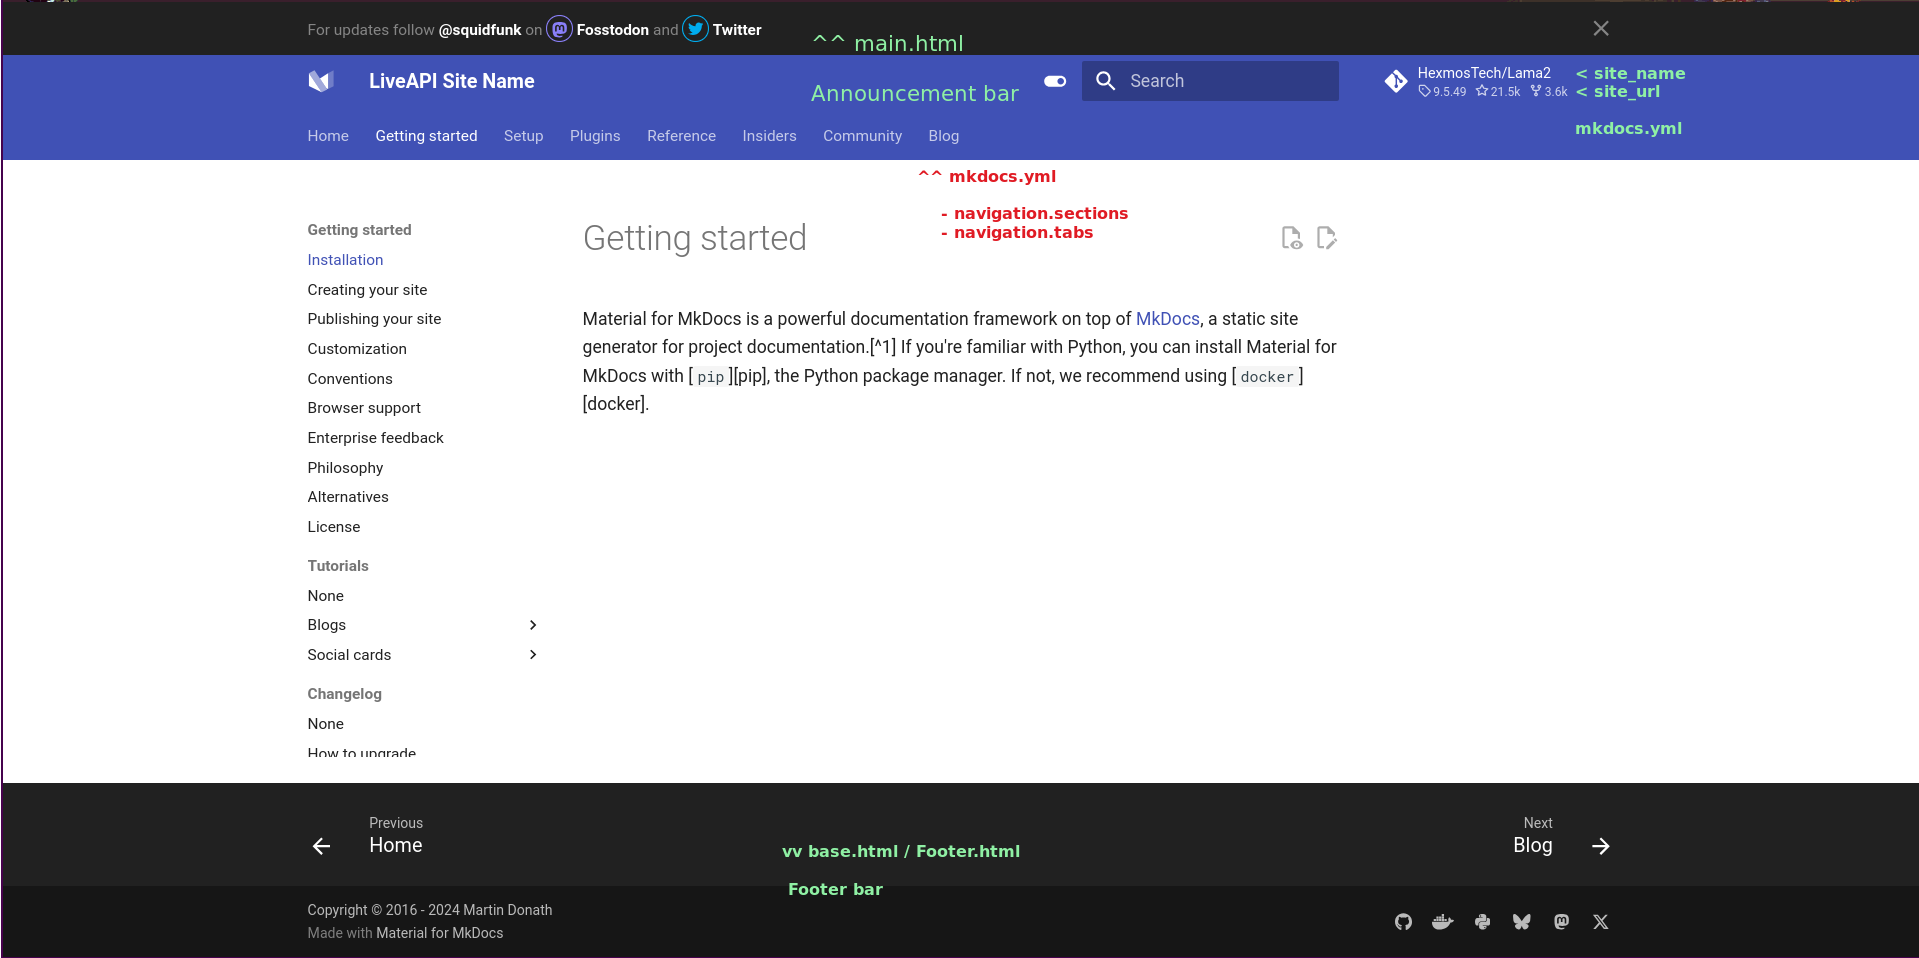 For updates follow @squidfunk on Fosstodon and Twitter
^^ main.html
LiveAPI Site Name
Announcement bar
Search
HexmosTech/Lama2
9.5.49 21.5k 3.6k
< site_name
< site_url
mkdocs.yml
Home Getting started Setup Plugins Reference Insiders Community Blog
^^ mkdocs.yml
- navigation.sections
- navigation.tabs
Getting started
Installation
Creating your site
Publishing your site
Customization
Conventions
Browser support
Enterprise feedback
Philosophy
Alternatives
License
Tutorials
None
Blogs
Social cards
Changelog
None
How to upgrade
Getting started
Material for MkDocs is a powerful documentation framework on top of MkDocs, a static site
generator for project documentation.[^1] If you're familiar with Python, you can install Material for
MkDocs with [ pip ][pip], the Python package manager. If not, we recommend using [ docker ]
[docker].
Previous
Home
vv base.html / Footer.html
Footer bar
Next
Blog
Copyright © 2016 - 2024 Martin Donath
Made with Material for MkDocs